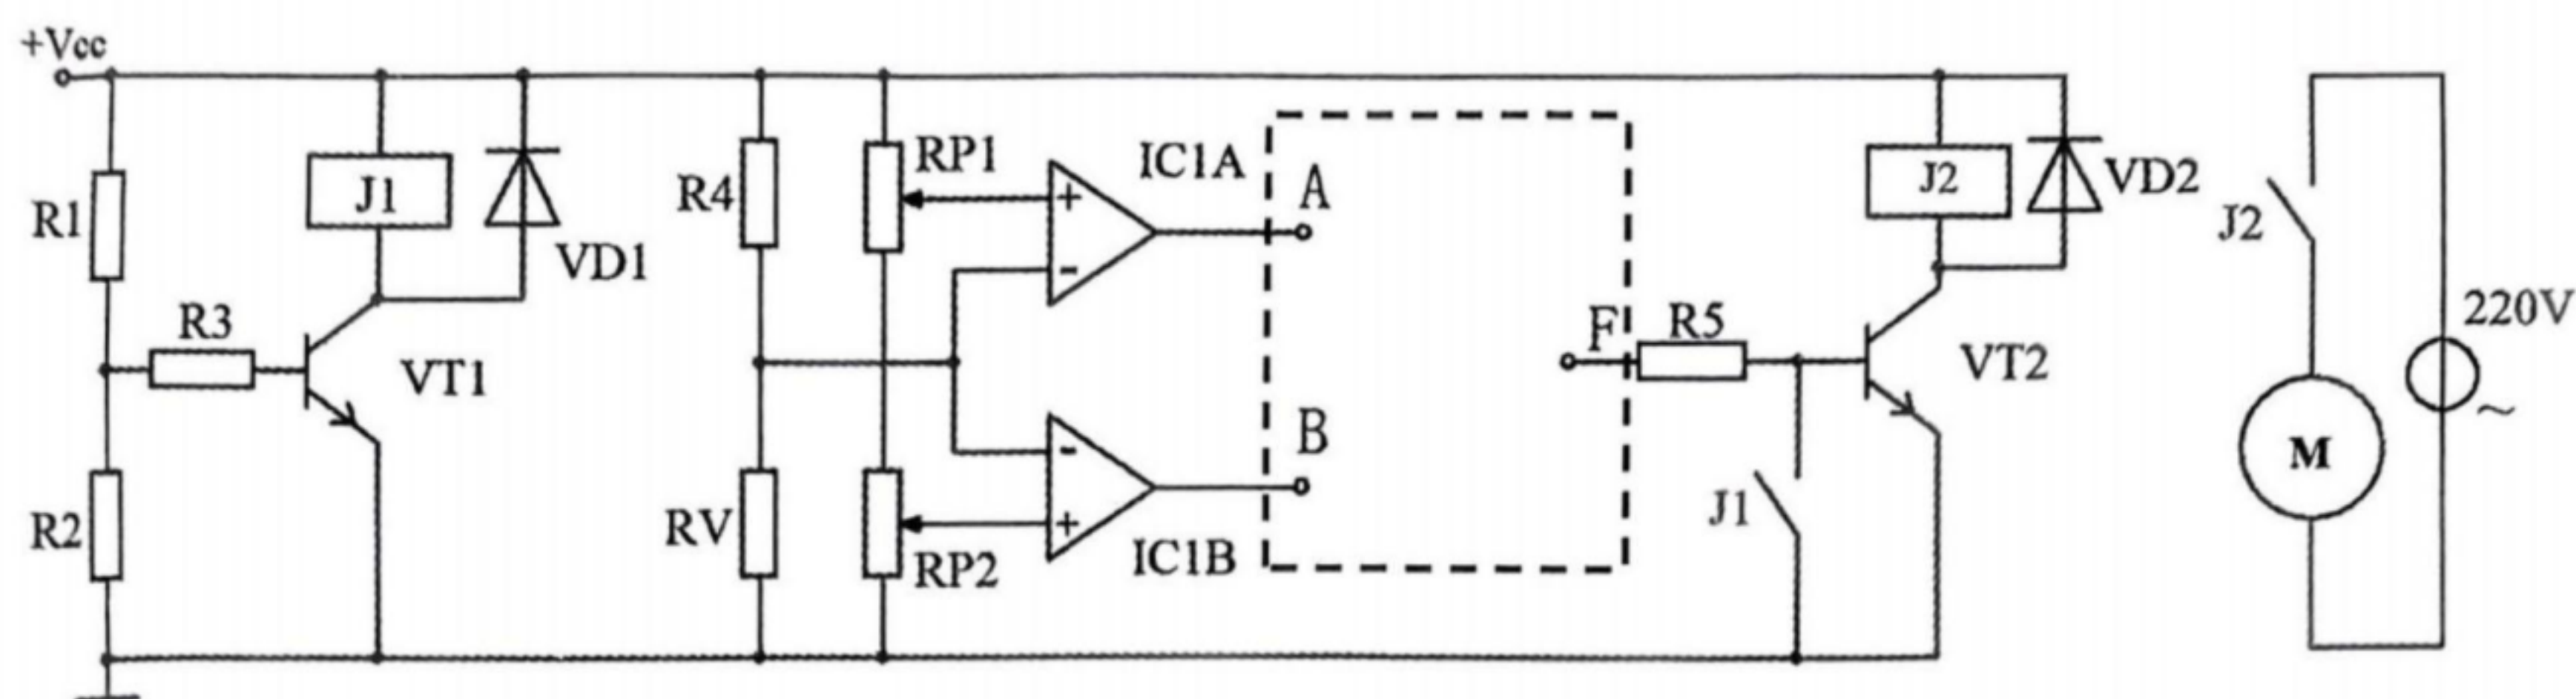 +Vcc
R1
J1
VD1
R3
VT1
R2
R4
RV
RP1
RP2
+
-
IC1A
-
+
IC1B
A
B
F
R5
J1
J2
VD2
VT2
J2
M
220V
~